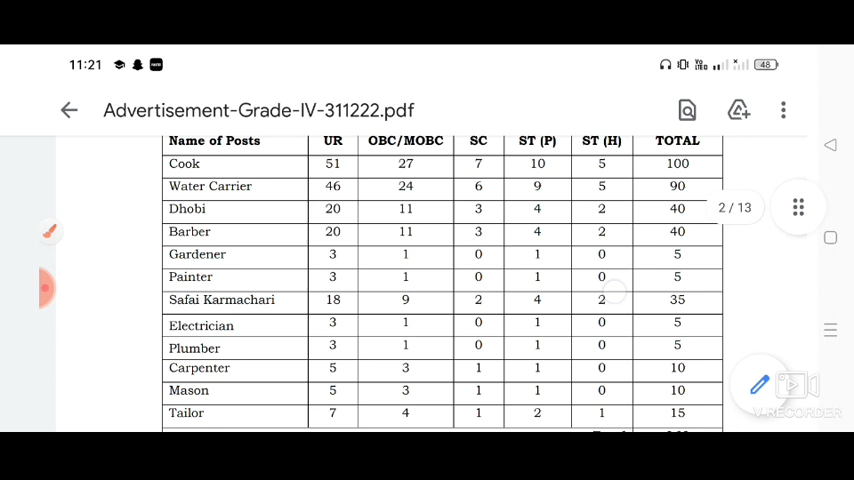 11:21 48
Advertisement-Grade-IV-311222.pdf
Name of Posts UR OBC/MOBC SC ST (P) ST (H) TOTAL
Cook 51 27 7 10 5 100
Water Carrier 46 24 6 9 5 90
Dhobi 20 11 3 4 2 40
2 / 13
Barber 20 11 3 4 2 40
Gardener 3 1 0 1 0 5
Painter 3 1 0 1 0 5
Safai Karmachari 18 9 2 4 2 35
Electrician 3 1 0 1 0 5
Plumber 3 1 0 1 0 5
Carpenter 5 3 1 1 0 10
Mason 5 3 1 1 0 10
Tailor 7 4 1 2 1 15
V-RECORDER